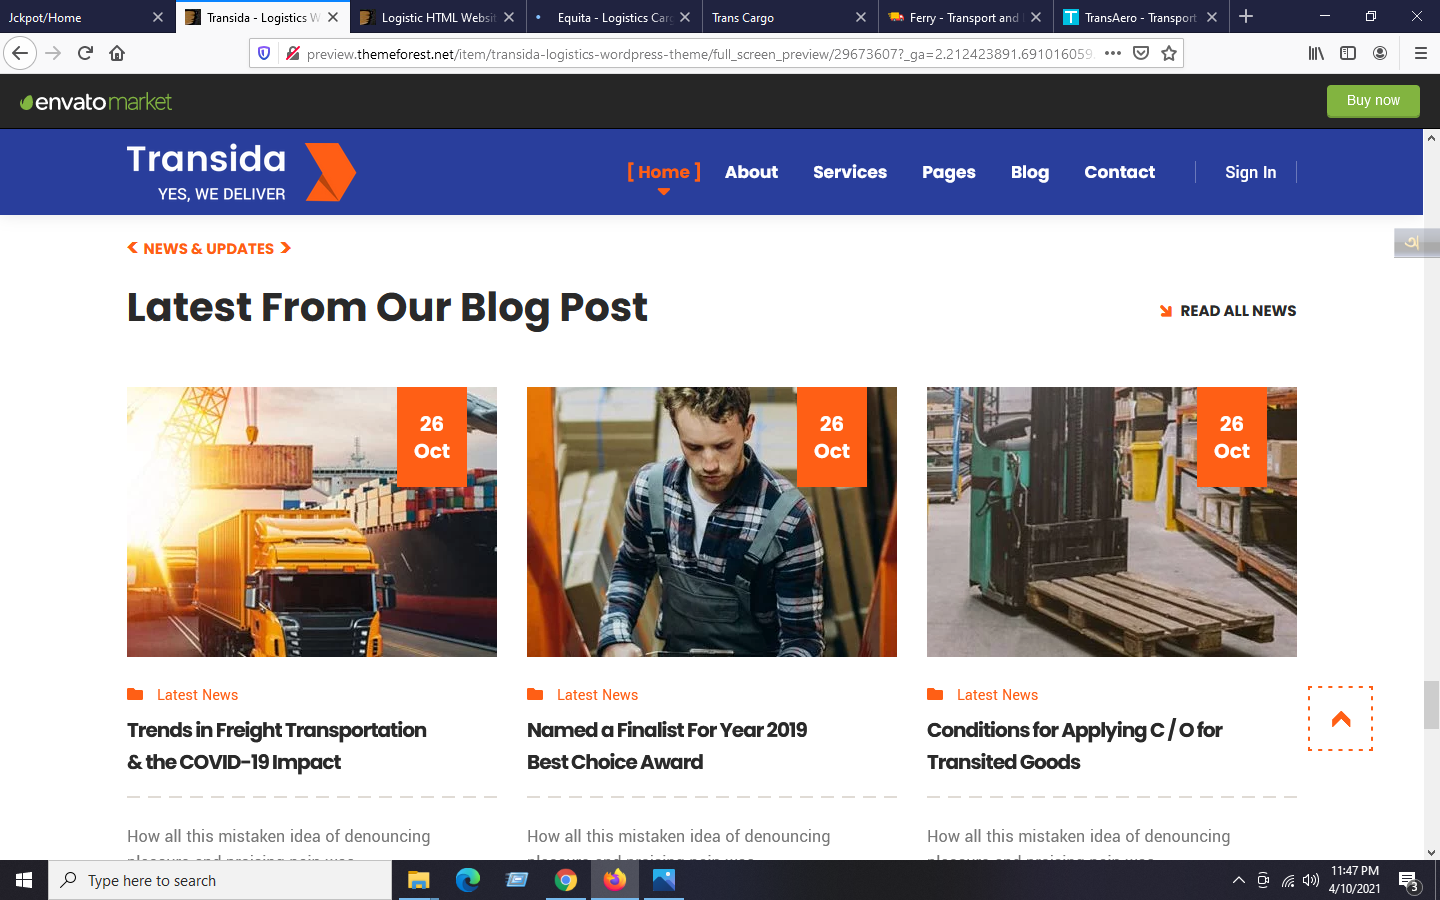 Jckpot/Home
Transida - Logistics W
Logistic HTML Websit
Equita - Logistics Carg
Trans Cargo
Ferry - Transport and
TransAero - Transport
preview.themeforest.net/item/transida-logistics-wordpress-theme/full_screen_preview/29673607?_ga=2.212423891.691016059
envatomarket
Buy now
Transida
YES, WE DELIVER
[ Home ]
About
Services
Pages
Blog
Contact
Sign In
< NEWS & UPDATES >
Latest From Our Blog Post
READ ALL NEWS
26
Oct
26
Oct
26
Oct
Latest News
Trends in Freight Transportation
& the COVID-19 Impact
How all this mistaken idea of denouncing
Latest News
Named a Finalist For Year 2019
Best Choice Award
How all this mistaken idea of denouncing
Latest News
Conditions for Applying C / O for
Transited Goods
How all this mistaken idea of denouncing
Type here to search
11:47 PM
4/10/2021
3